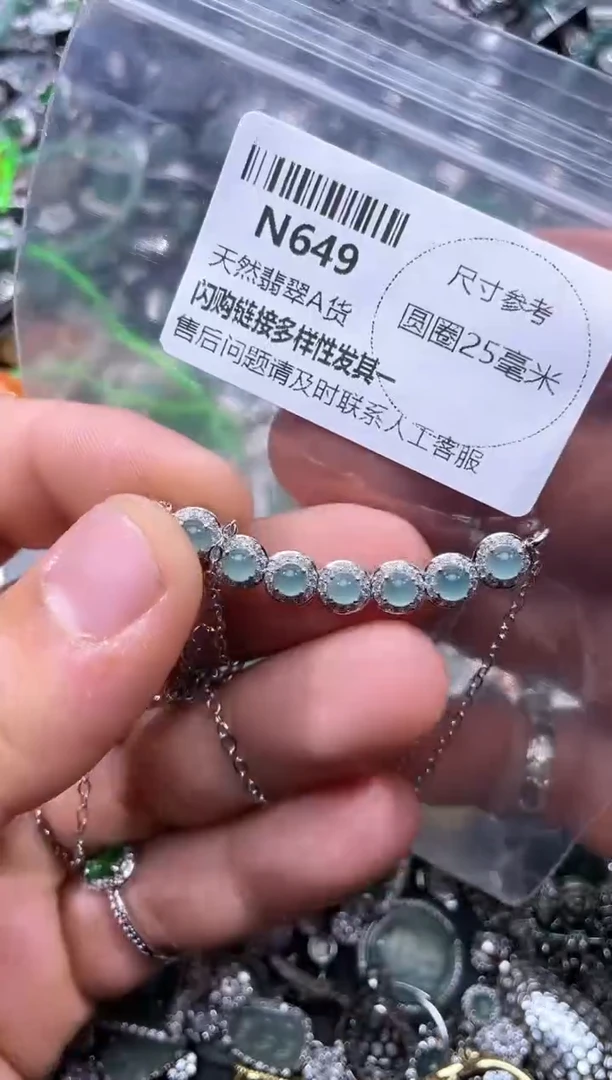 N649
天然翡翠A货
闪购链接多样性发其一
售后问题请及时联系人工客服
尺寸参考
圆圈25毫米